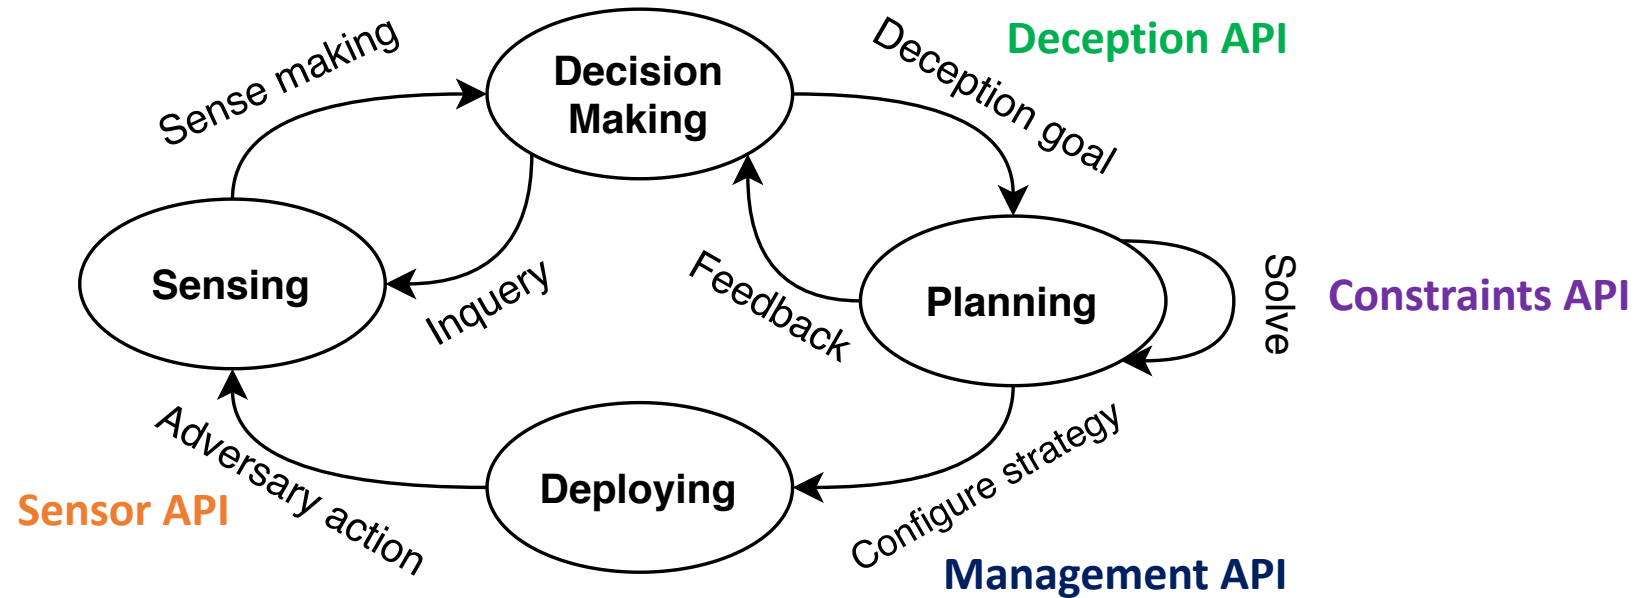 Sense making
Decision
Making
Deception goal
Deception API
Sensing
Inquery
Feedback
Planning
Solve
Constraints API
Adversary action
Sensor API
Deploying
Configure strategy
Management API